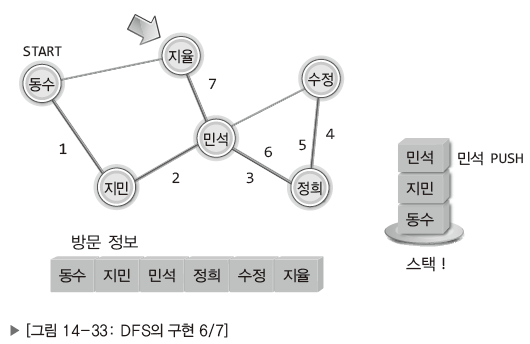 START
동수
지율
수정
7
민석
1
5
4
6
2
3
지민
정희
민석
민석 PUSH
지민
동수
스택 !
방문 정보
동수 지민 민석 정희 수정 지율
▶ [그림 14-33: DFS의 구현 6/7]